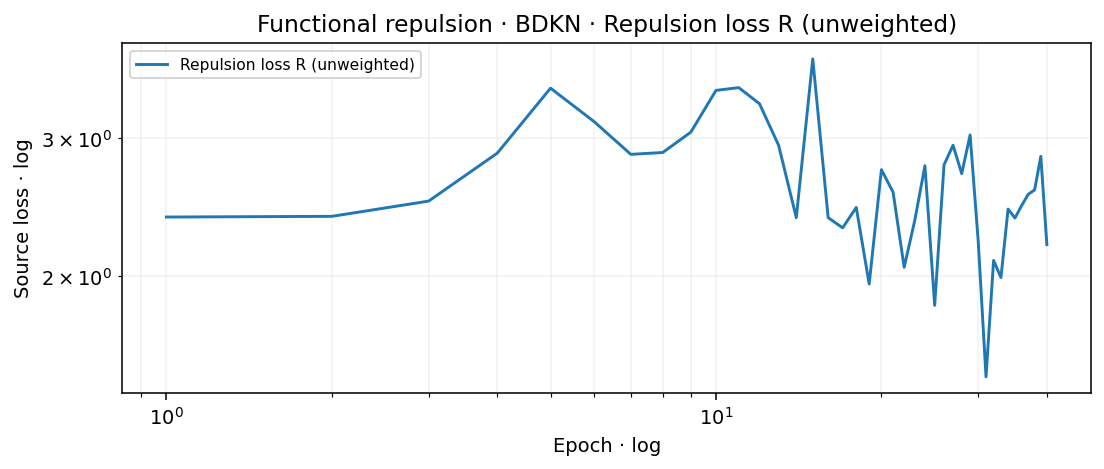 Functional repulsion · BDKN · Repulsion loss R (unweighted)
Repulsion loss R (unweighted)
Source loss · log
3 × 10⁰
2 × 10⁰
10⁰
10¹
Epoch · log